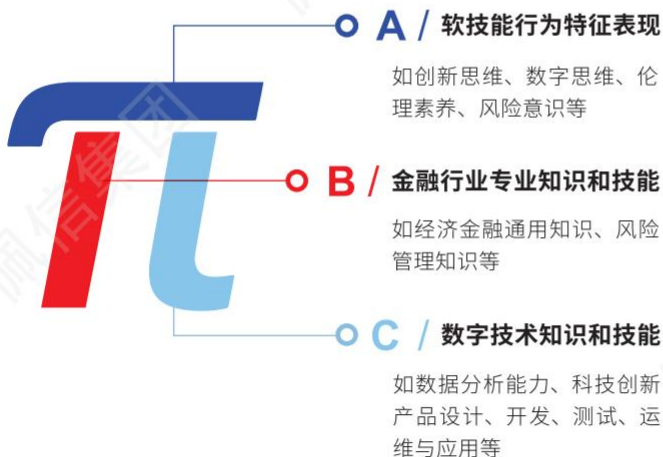 A / 软技能行为特征表现
如创新思维、数字思维、伦
理素养、风险意识等
B / 金融行业专业知识和技能
如经济金融通用知识、风险
管理知识等
C / 数字技术知识和技能
如数据分析能力、科技创新
产品设计、开发、测试、运
维与应用等
佩信集团